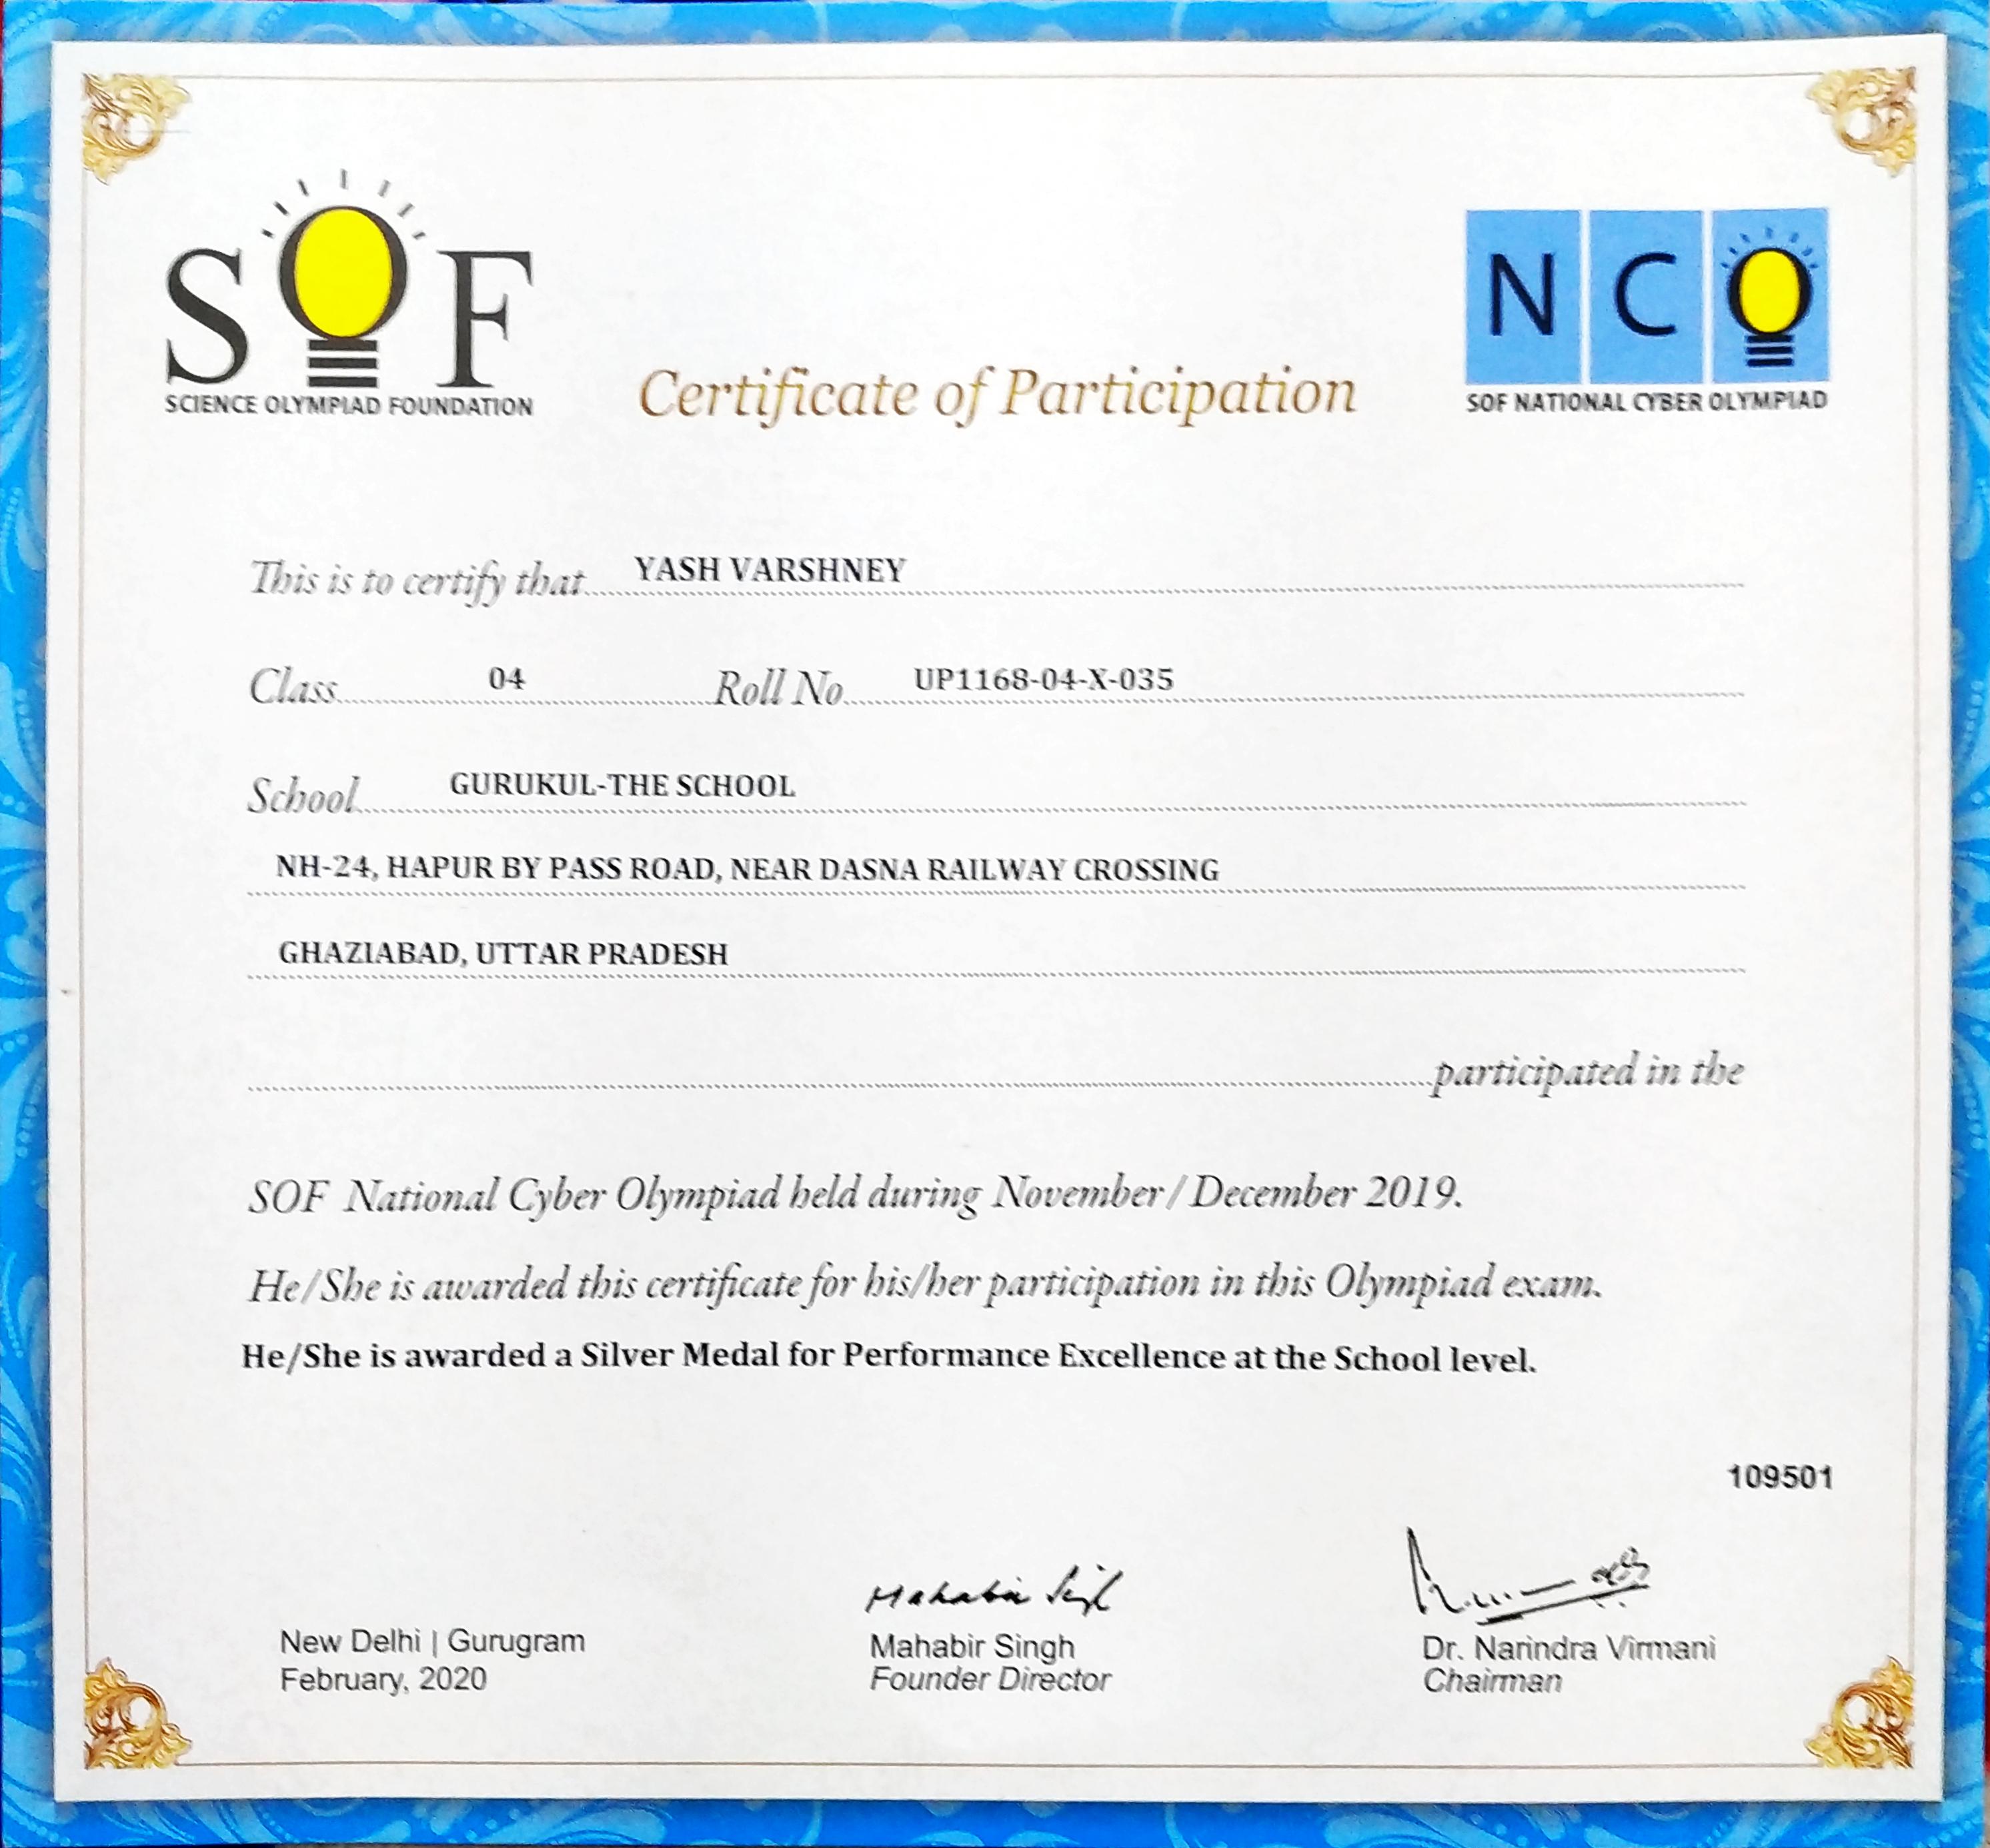 SOF
SCIENCE OLYMPIAD FOUNDATION
Certificate of Participation
NCO
SOF NATIONAL CYBER OLYMPIAD
This is to certify that YASH VARSHNEY
Class 04 Roll No UP1168-04-X-035
School GURUKUL-THE SCHOOL
NH-24, HAPUR BY PASS ROAD, NEAR DASNA RAILWAY CROSSING
GHAZIABAD, UTTAR PRADESH
participated in the
SOF National Cyber Olympiad held during November/December 2019.
He/She is awarded this certificate for his/her participation in this Olympiad exam.
He/She is awarded a Silver Medal for Performance Excellence at the School level.
109501
New Delhi | Gurugram
February, 2020
Mahabir Singh
Mahabir Singh
Founder Director
Dr. Narindra Virmani
Chairman